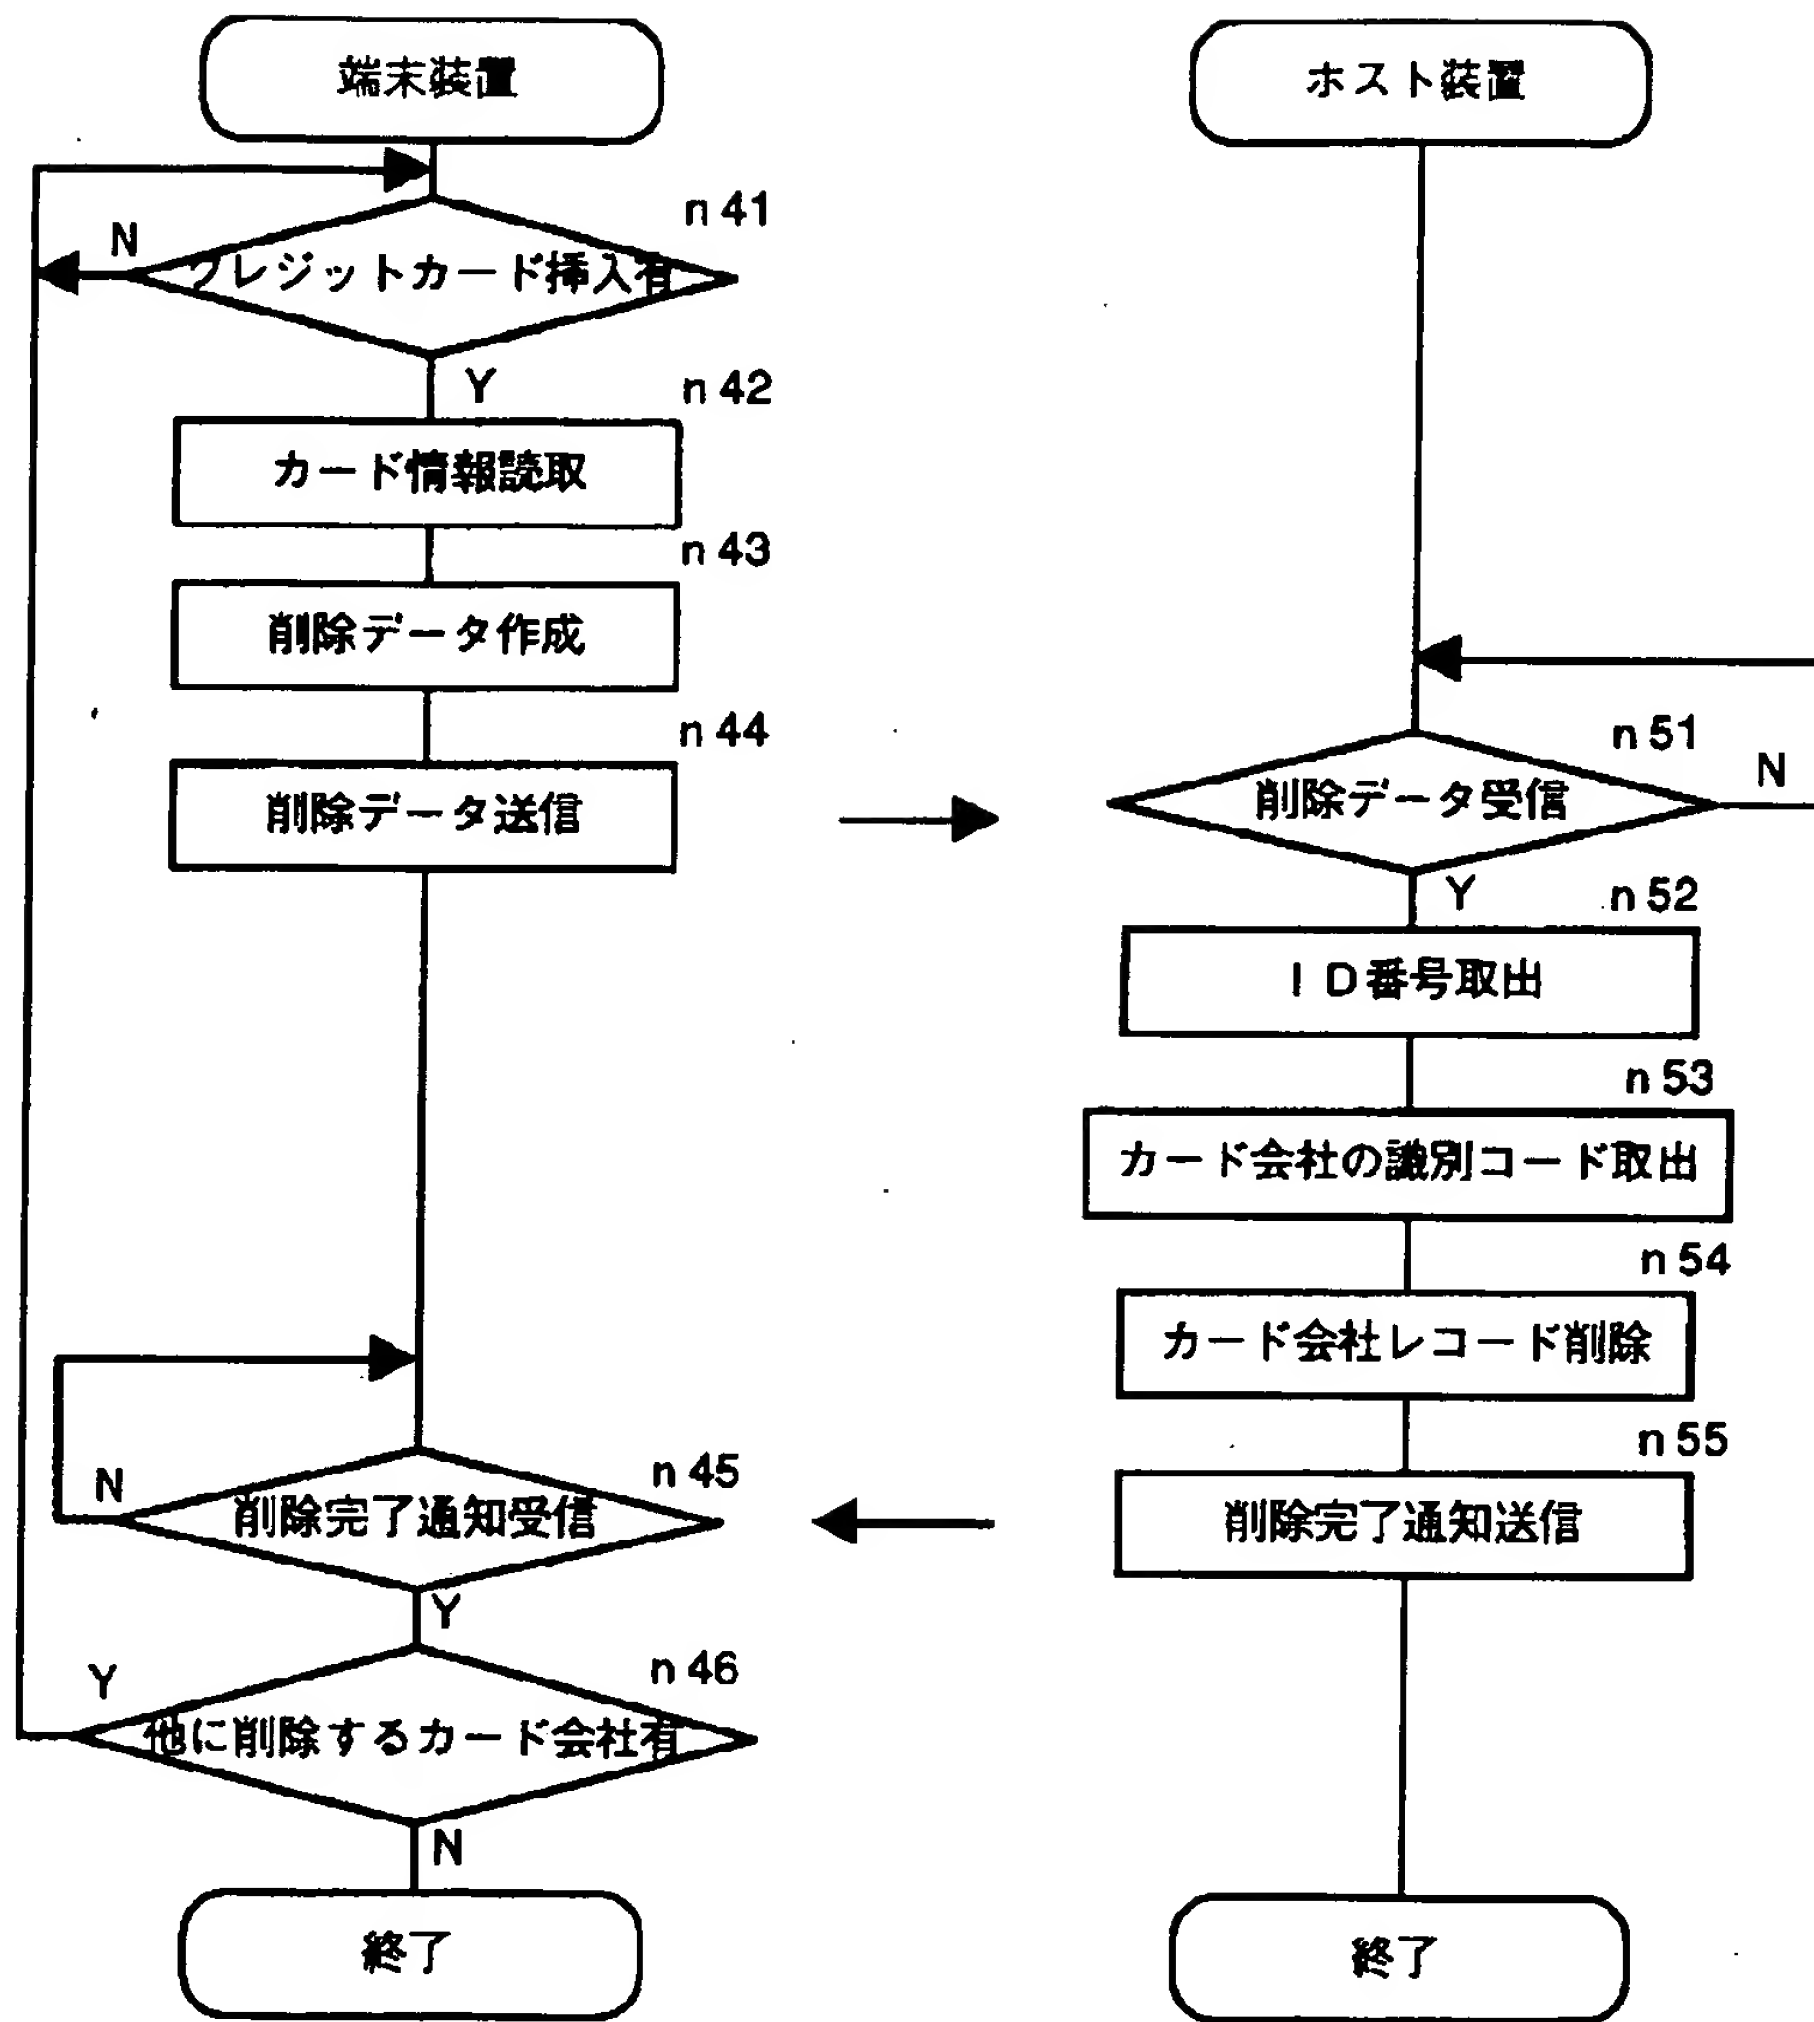 端末装置
n 41
N
クレジットカード挿入有
Y
n 42
カード情報読取
n 43
削除データ作成
n 44
削除データ送信
N
n 45
削除完了通知受信
Y
Y
n 46
他に削除するカード会社有
N
終了
ホスト装置
n 51
N
削除データ受信
Y
n 52
ID番号取出
n 53
カード会社の識別コード取出
n 54
カード会社レコード削除
n 55
削除完了通知送信
終了